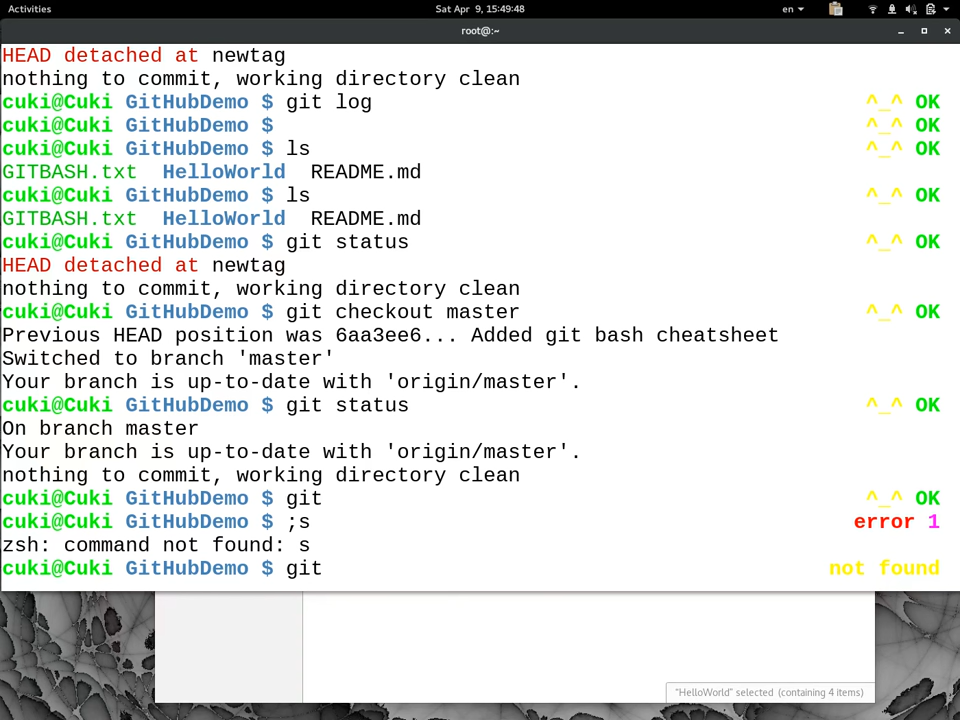 Activities Sat Apr 9, 15:49:48 en
root@:~
HEAD detached at newtag
nothing to commit, working directory clean
cuki@Cuki GitHubDemo $ git log ^_^ OK
cuki@Cuki GitHubDemo $ ^_^ OK
cuki@Cuki GitHubDemo $ ls ^_^ OK
GITBASH.txt HelloWorld README.md
cuki@Cuki GitHubDemo $ ls ^_^ OK
GITBASH.txt HelloWorld README.md
cuki@Cuki GitHubDemo $ git status ^_^ OK
HEAD detached at newtag
nothing to commit, working directory clean
cuki@Cuki GitHubDemo $ git checkout master ^_^ OK
Previous HEAD position was 6aa3ee6... Added git bash cheatsheet
Switched to branch 'master'
Your branch is up-to-date with 'origin/master'.
cuki@Cuki GitHubDemo $ git status ^_^ OK
On branch master
Your branch is up-to-date with 'origin/master'.
nothing to commit, working directory clean
cuki@Cuki GitHubDemo $ git ^_^ OK
cuki@Cuki GitHubDemo $ ;s error 1
zsh: command not found: s
cuki@Cuki GitHubDemo $ git not found
"HelloWorld" selected (containing 4 items)